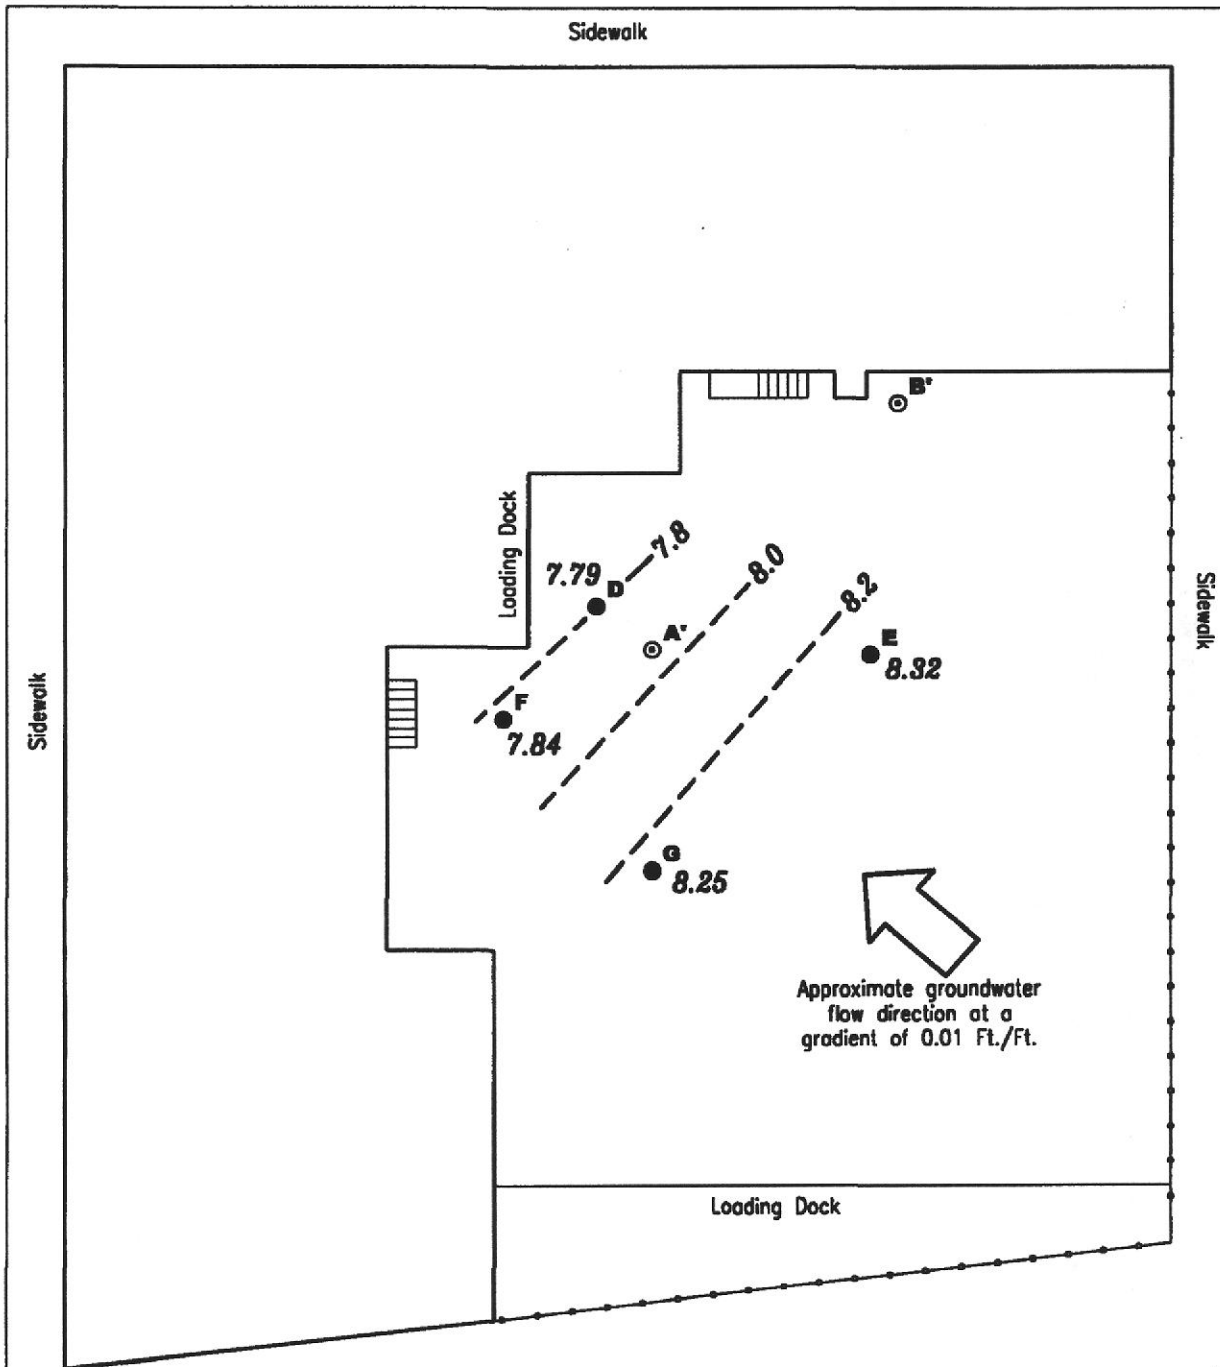 Sidewalk
B'
Loading Dock
7.8
7.79
D
8.0
8.2
A'
E
8.32
Sidewalk
F
7.84
Sidewalk
G
8.25
Approximate groundwater
flow direction at a
gradient of 0.01 Ft./Ft.
Loading Dock